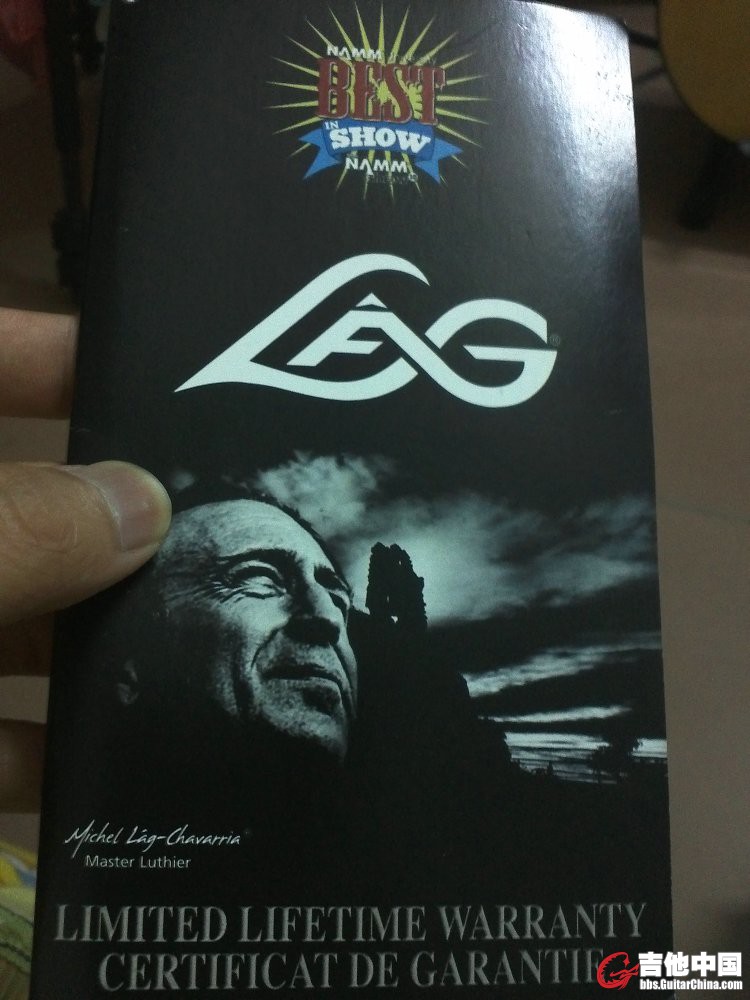 NAMM
BEST
IN
SHOW
NAMM
LÂG®
Michel Lâg-Chavarria
Master Luthier
LIMITED LIFETIME WARRANTY
CERTIFICAT DE GARANTIE
吉他中国
bbs.GuitarChina.com